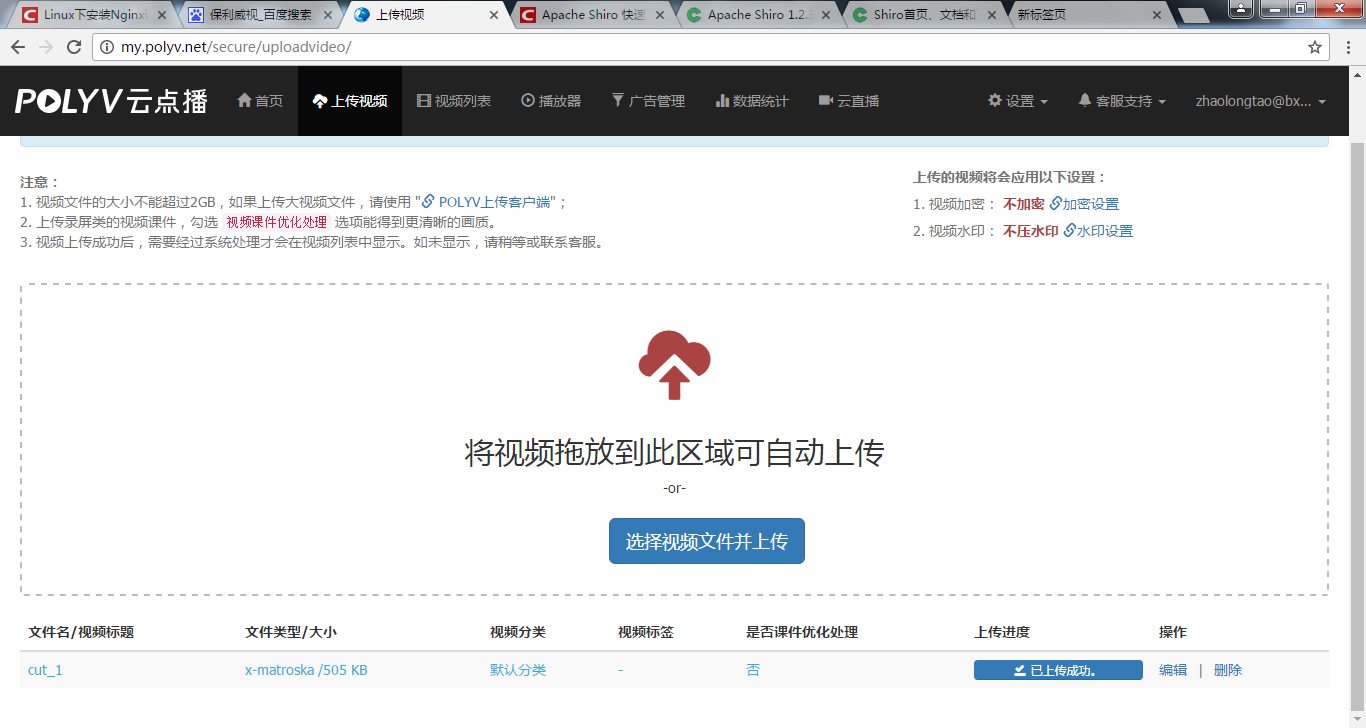 Linux下安装Nginx
保利威视_百度搜索
上传视频
Apache Shiro 快速
Apache Shiro 1.2.3
Shiro首页、文档和
新标签页
my.polyv.net/secure/uploadvideo/
POLYV云点播
首页
上传视频
视频列表
播放器
广告管理
数据统计
云直播
设置
客服支持
zhaolongtao@bx...
注意：
1. 视频文件的大小不能超过2GB，如果上传大视频文件，请使用 " POLYV上传客户端"；
2. 上传录屏类的视频课件，勾选 视频课件优化处理 选项能得到更清晰的画质。
3. 视频上传成功后，需要经过系统处理才会在视频列表中显示。如未显示，请稍等或联系客服。
上传的视频将会应用以下设置：
1. 视频加密： 不加密 加密设置
2. 视频水印： 不压水印 水印设置
将视频拖放到此区域可自动上传
-or-
选择视频文件并上传
文件名/视频标题 文件类型/大小 视频分类 视频标签 是否课件优化处理 上传进度 操作
cut_1 x-matroska /505 KB 默认分类 - 否 已上传成功。 编辑 | 删除